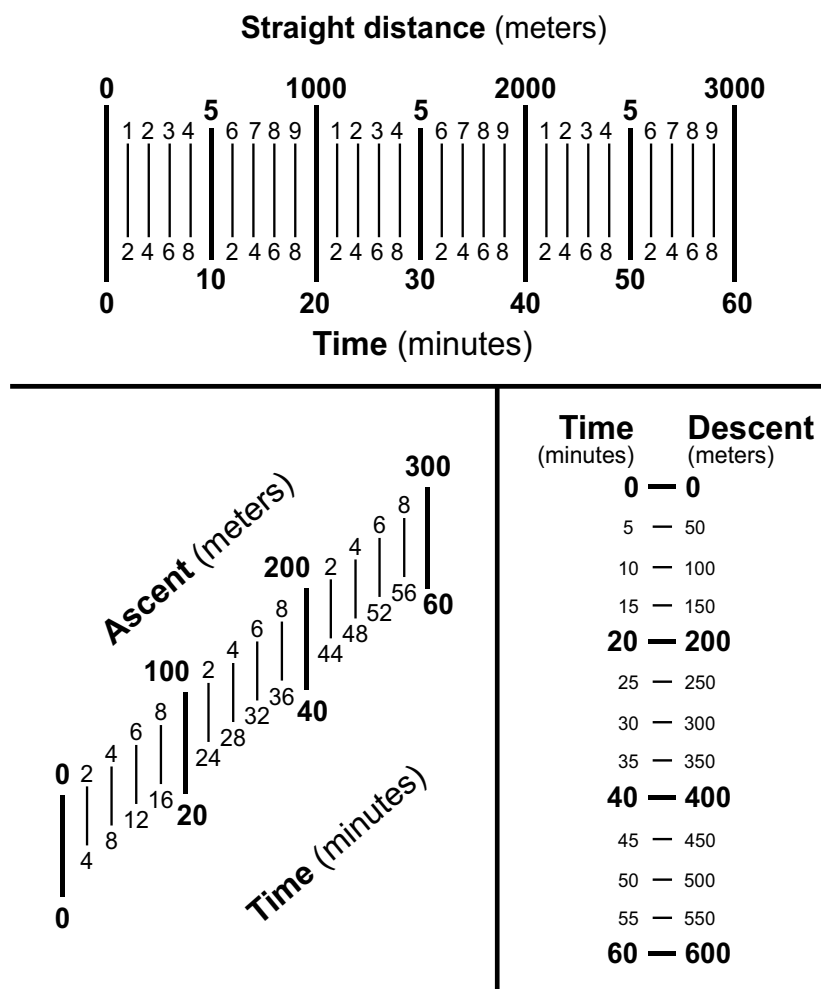 Straight distance (meters)
0 1000 2000 3000
5 5 5
1 2 3 4 6 7 8 9 1 2 3 4 6 7 8 9 1 2 3 4 6 7 8 9
2 4 6 8 2 4 6 8 2 4 6 8 2 4 6 8 2 4 6 8 2 4 6 8
10 30 50
0 20 40 60
Time (minutes)
Ascent (meters)
0 2 4 6 8 100 2 4 6 8 200 2 4 6 8 300
0 4 8 12 16 20 24 28 32 36 40 44 48 52 56 60
Time (minutes)
Time Descent
(minutes) (meters)
0 0
5 50
10 100
15 150
20 200
25 250
30 300
35 350
40 400
45 450
50 500
55 550
60 600